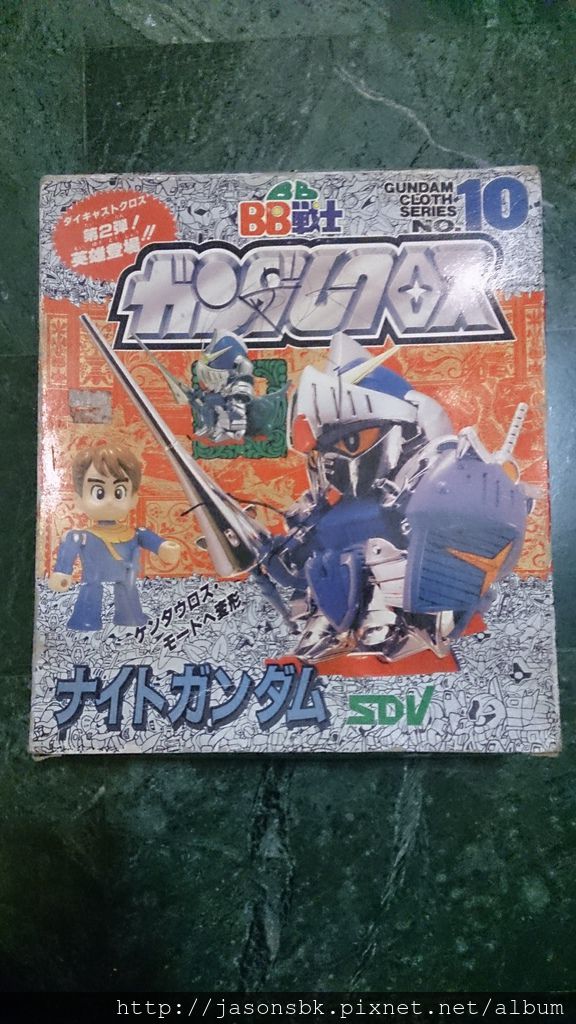 ダイキャストクロス
第2弾!
英雄登場!!
BB
BB戦士
GUNDAM
CLOTH
SERIES
NO.10
ガンダムクロス
ケンタウロス・
モードへ変形
ナイトガンダム
SDV
http://jasonsbk.pixnet.net/album